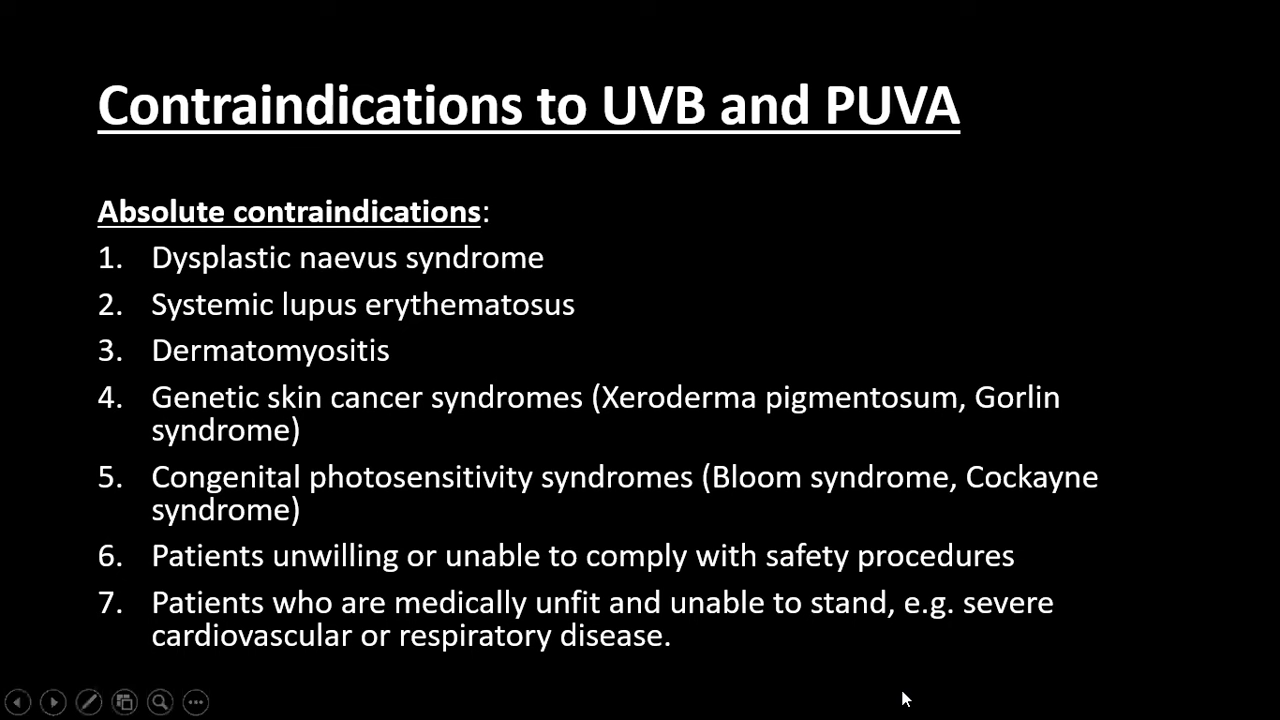 Contraindications to UVB and PUVA
Absolute contraindications:
1. Dysplastic naevus syndrome
2. Systemic lupus erythematosus
3. Dermatomyositis
4. Genetic skin cancer syndromes (Xeroderma pigmentosum, Gorlin
syndrome)
5. Congenital photosensitivity syndromes (Bloom syndrome, Cockayne
syndrome)
6. Patients unwilling or unable to comply with safety procedures
7. Patients who are medically unfit and unable to stand, e.g. severe
cardiovascular or respiratory disease.